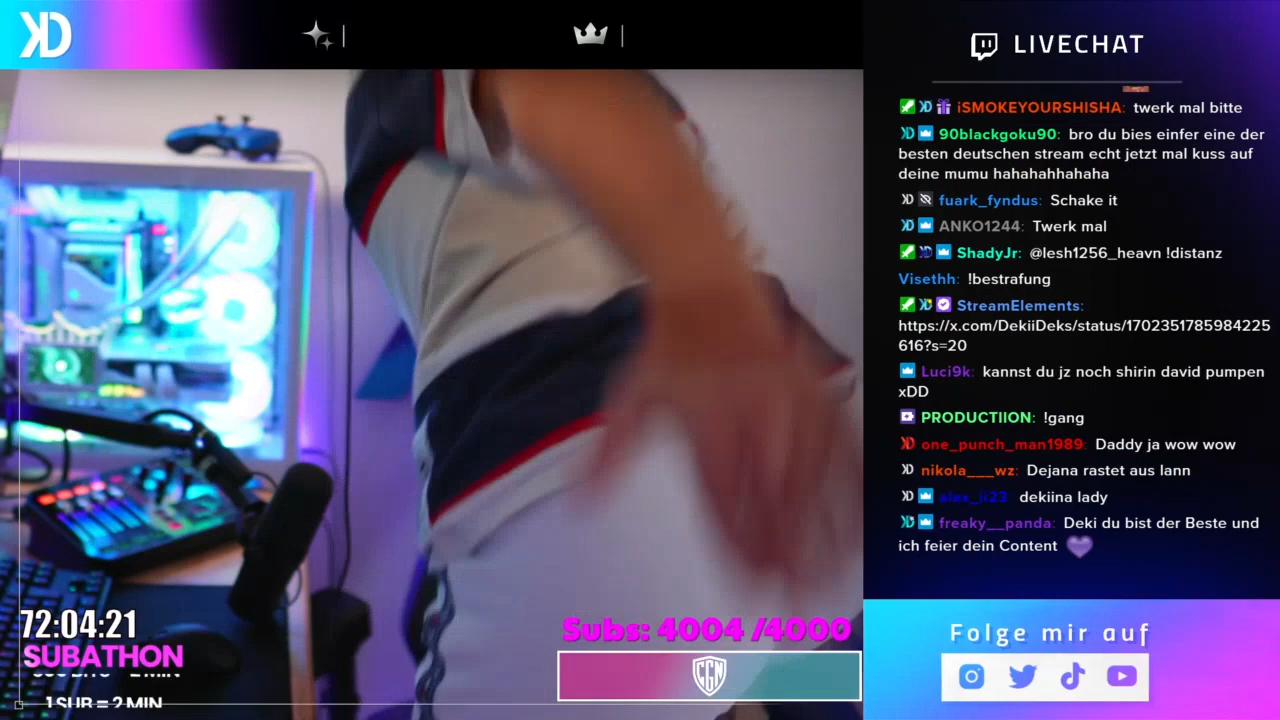 KD
LIVECHAT
iSMOKEYOURSHISHA: twerk mal bitte
90blackgoku90: bro du bies einfer eine der
besten deutschen stream echt jetzt mal kuss auf
deine mumu hahahahhahaha
fuark_fyndus: Schake it
ANKO1244: Twerk mal
ShadyJr: @lesh1256_heavn !distanz
Visethh: !bestrafung
StreamElements:
https://x.com/DekiiDeks/status/1702351785984225
616?s=20
Luci9k: kannst du jz noch shirin david pumpen
xDD
PRODUCTIION: !gang
one_punch_man1989: Daddy ja wow wow
nikola___wz: Dejana rastet aus lann
dekiina lady
freaky__panda: Deki du bist der Beste und
ich feier dein Content
72:04:21
SUBATHON
1 SUB = 2 MIN
Subs: 4004 /4000
CGN
Folge mir auf